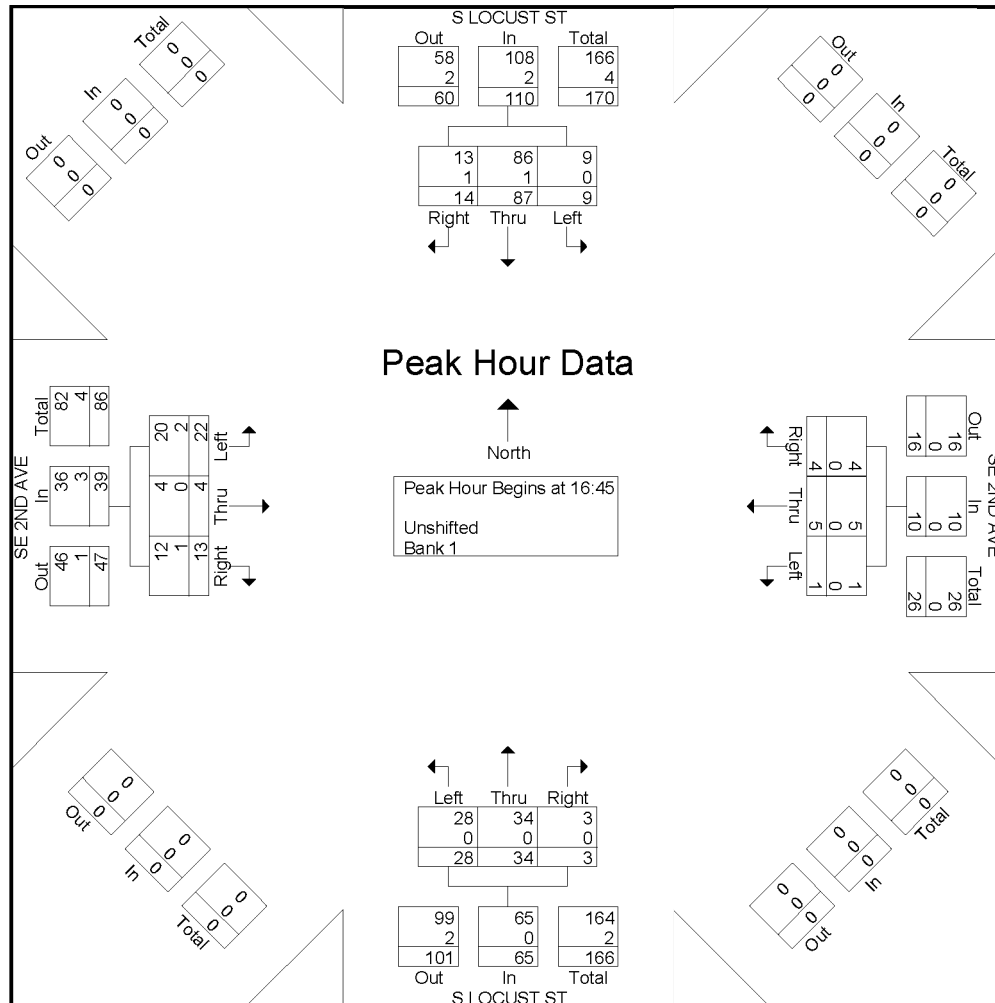 S LOCUST ST
Out In Total
58 108 166
2 2 4
60 110 170
13 86 9
1 1 0
14 87 9
Right Thru Left
Total
0
0
0
In
0
0
0
Out
0
0
0
Out
0
0
0
In
0
0
0
Total
0
0
0
Peak Hour Data
North
Peak Hour Begins at 16:45
Unshifted
Bank 1
SE 2ND AVE
Total
82
4
86
In
36
3
39
Out
46
1
47
20
2
22
Left
4
0
4
Thru
12
1
13
Right
Right
4
0
4
Thru
5
0
5
Left
1
0
1
Out
16
0
16
In
10
0
10
Total
26
0
26
SE 2ND AVE
Left Thru Right
28 34 3
0 0 0
28 34 3
99 65 164
2 0 2
101 65 166
Out In Total
S LOCUST ST
0
0
0
Out
0
0
0
In
0
0
0
Total
0
0
0
Total
0
0
0
In
0
0
0
Out